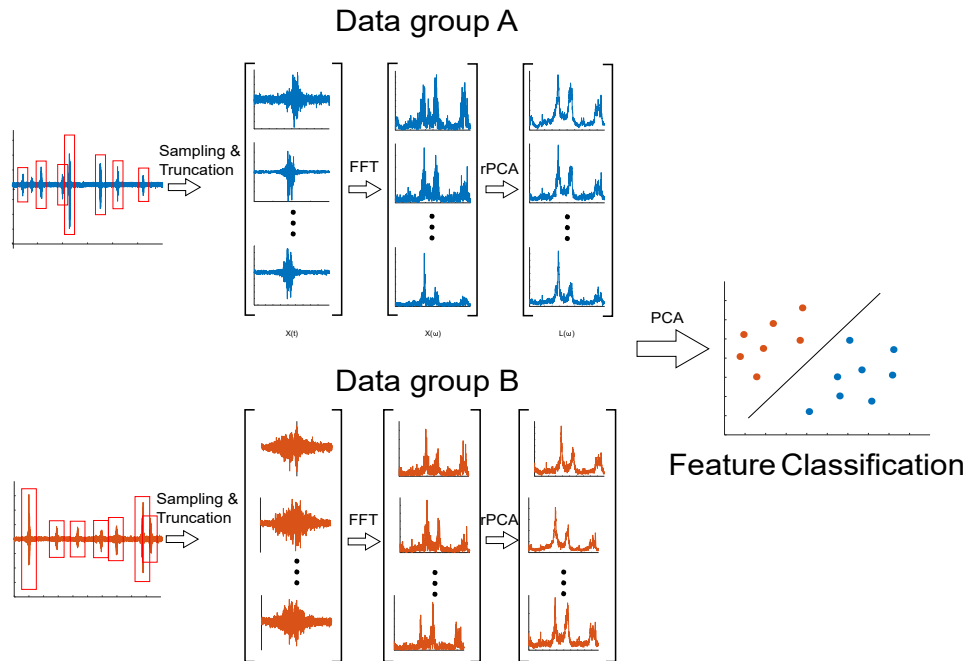 Data group A
Sampling &
Truncation
FFT
rPCA
X(t)
X(ω)
L(ω)
PCA
Data group B
Sampling &
Truncation
FFT
rPCA
Feature Classification